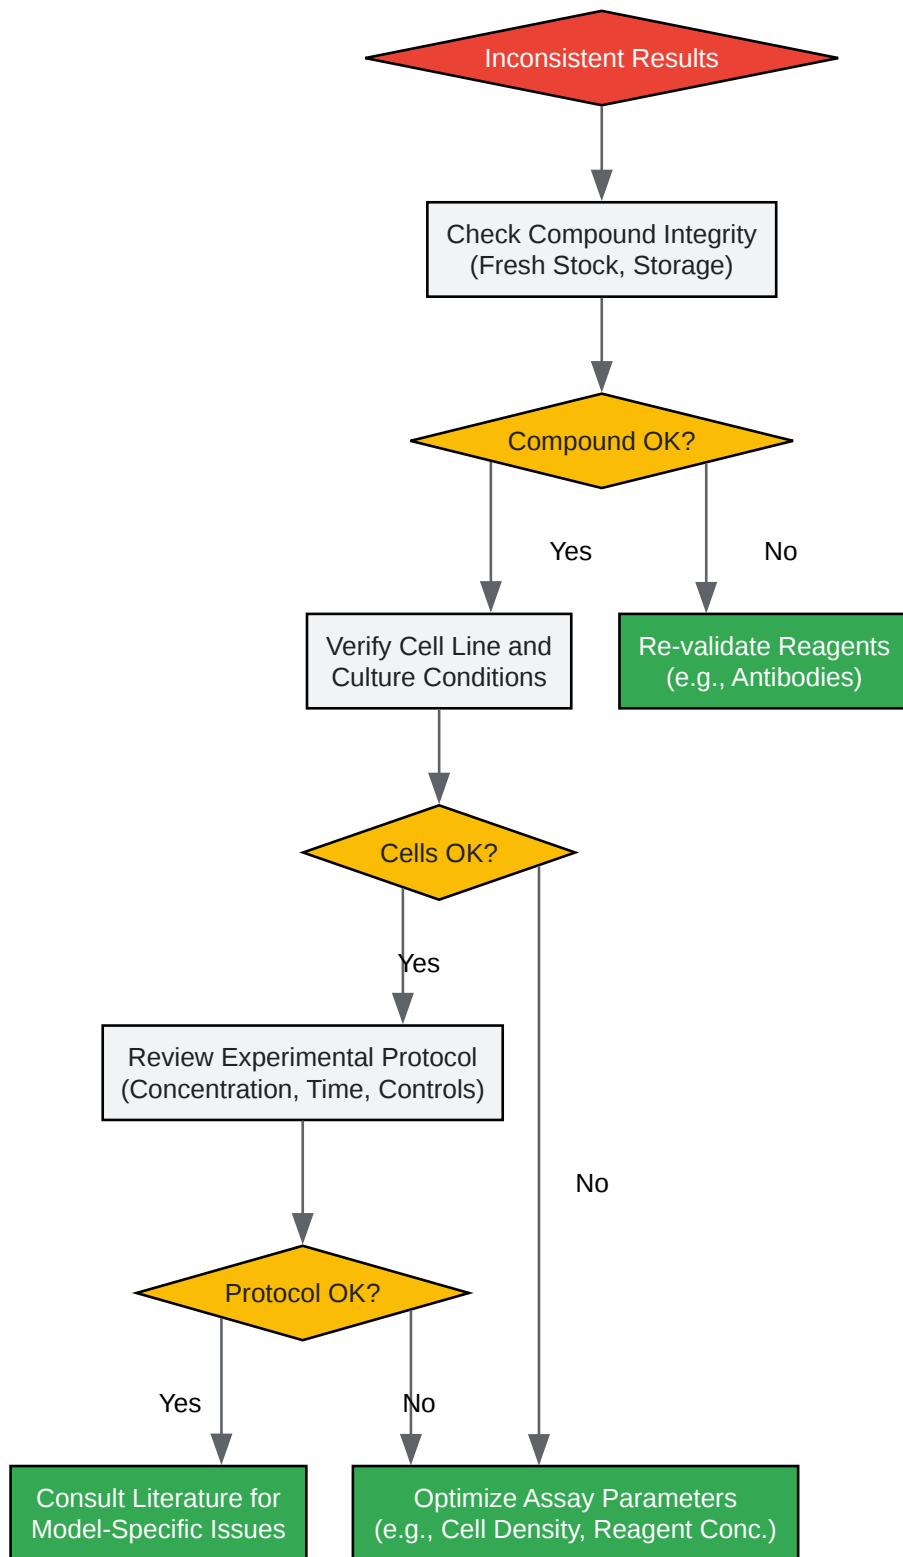 Inconsistent Results
Check Compound Integrity
(Fresh Stock, Storage)
Compound OK?
Yes
No
Verify Cell Line and
Culture Conditions
Re-validate Reagents
(e.g., Antibodies)
Cells OK?
Yes
Review Experimental Protocol
(Concentration, Time, Controls)
No
Protocol OK?
Yes
No
Consult Literature for
Model-Specific Issues
Optimize Assay Parameters
(e.g., Cell Density, Reagent Conc.)